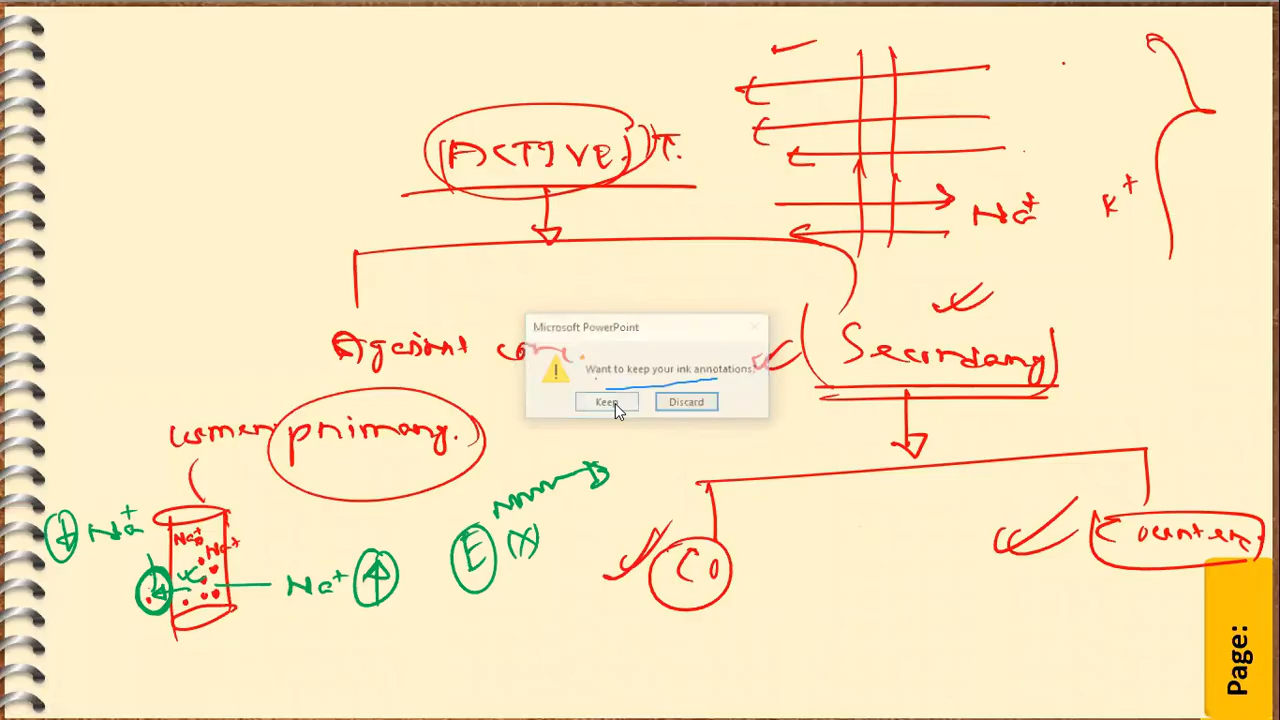 ACTIVE T.
Na+
K+
Against conc
Secondary
Microsoft PowerPoint
Want to keep your ink annotations?
Keep
Discard
primary.
Na+
Na+
Na+
Na+
E (X)
CO
Counter
Page: